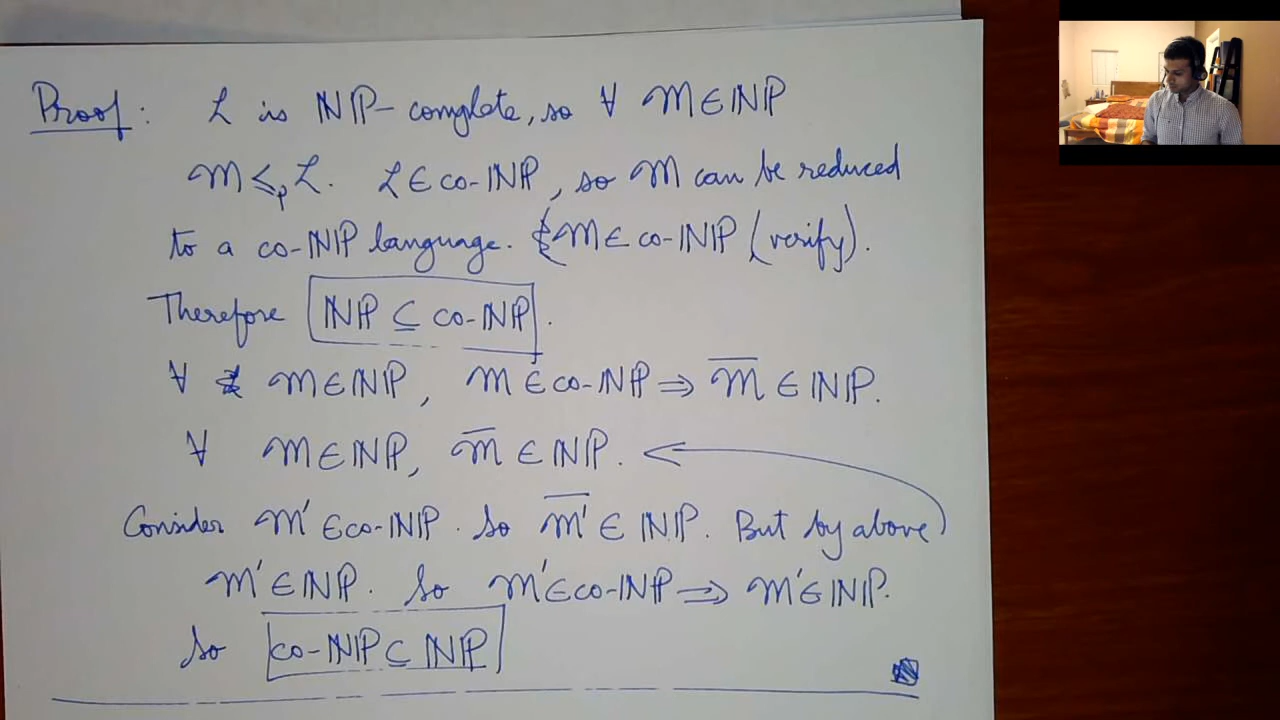 Proof: L is NP-complete, so ∀ M∈NP
M ≤p L. L∈co-NP, so M can be reduced
to a co-NP language. M∈co-NP (verify).
Therefore NP ⊆ co-NP.
∀ M∈NP, M∈co-NP ⇒ M̅ ∈ NP.
∀ M∈NP, M̅ ∈ NP.
Consider M'∈co-NP. So M̅'̅ ∈ NP. But by above
M'∈NP. So M'∈co-NP ⇒ M'∈NP.
So co-NP ⊆ NP